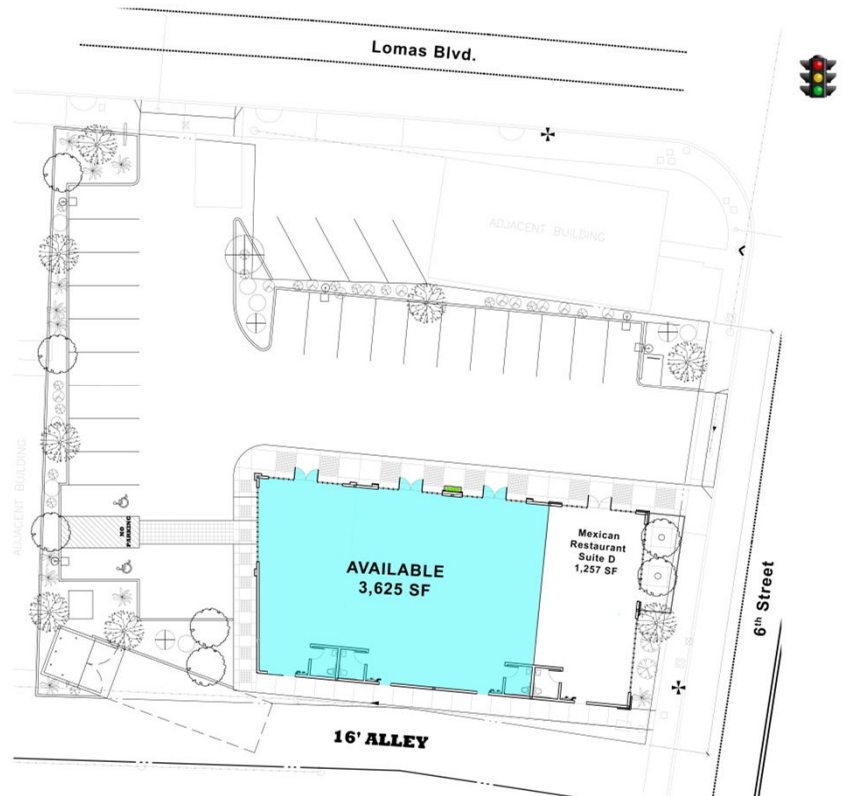 Lomas Blvd.
ADJACENT BUILDING
ADJACENT BUILDING
NO
PARKING
AVAILABLE
3,625 SF
Mexican
Restaurant
Suite D
1,257 SF
6th Street
16' ALLEY